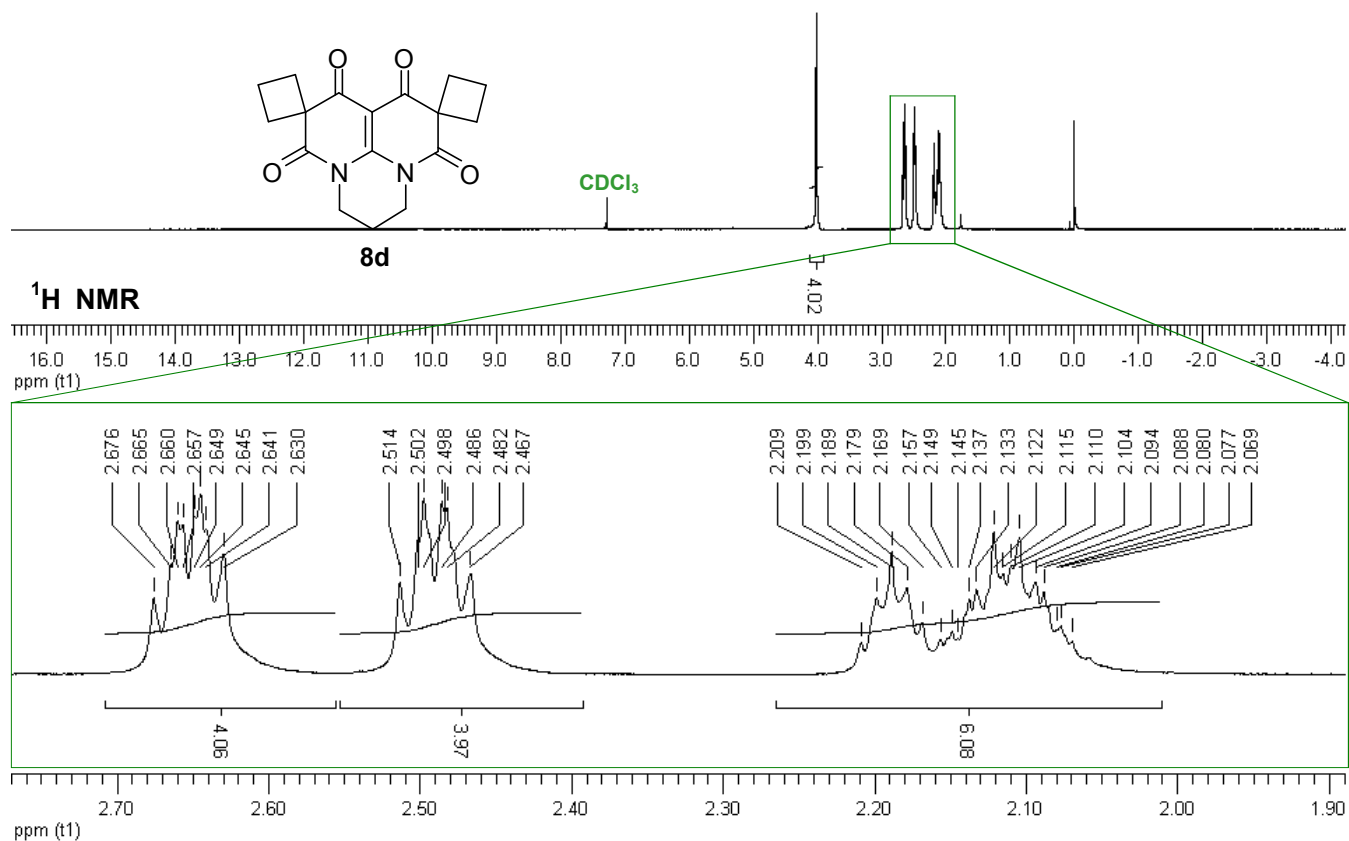 O O
O N N O
CDCl₃
8d
4.02
¹H NMR
16.0 15.0 14.0 13.0 12.0 11.0 10.0 9.0 8.0 7.0 6.0 5.0 4.0 3.0 2.0 1.0 0.0 -1.0 -2.0 -3.0 -4.0
ppm (t1)
2.676 2.665 2.660 2.657 2.649 2.645 2.641 2.630 2.514 2.502 2.498 2.486 2.482 2.467 2.209 2.199 2.189 2.179 2.169 2.157 2.149 2.145 2.137 2.133 2.122 2.115 2.110 2.104 2.094 2.088 2.080 2.077 2.069
4.06 3.97 6.08
2.70 2.60 2.50 2.40 2.30 2.20 2.10 2.00 1.90
ppm (t1)